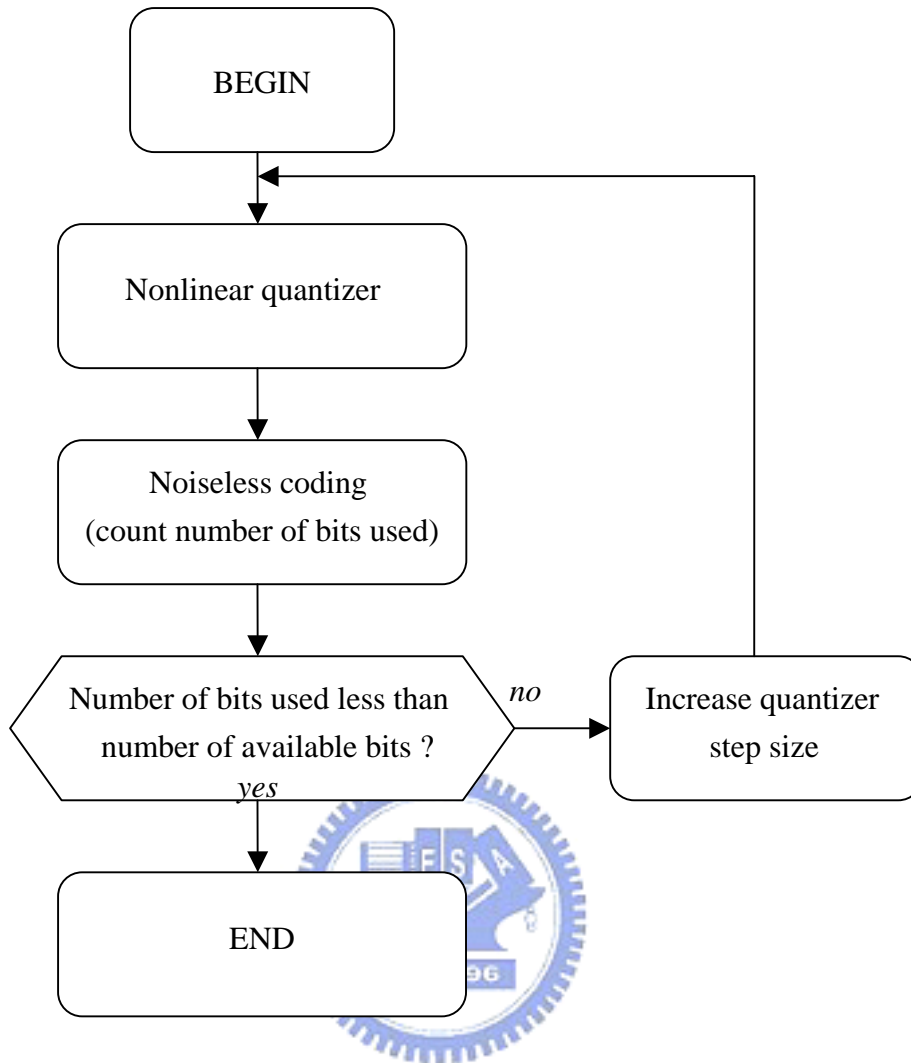 BEGIN
Nonlinear quantizer
Noiseless coding
(count number of bits used)
Number of bits used less than
number of available bits ?
no
yes
Increase quantizer
step size
END
E S A
96